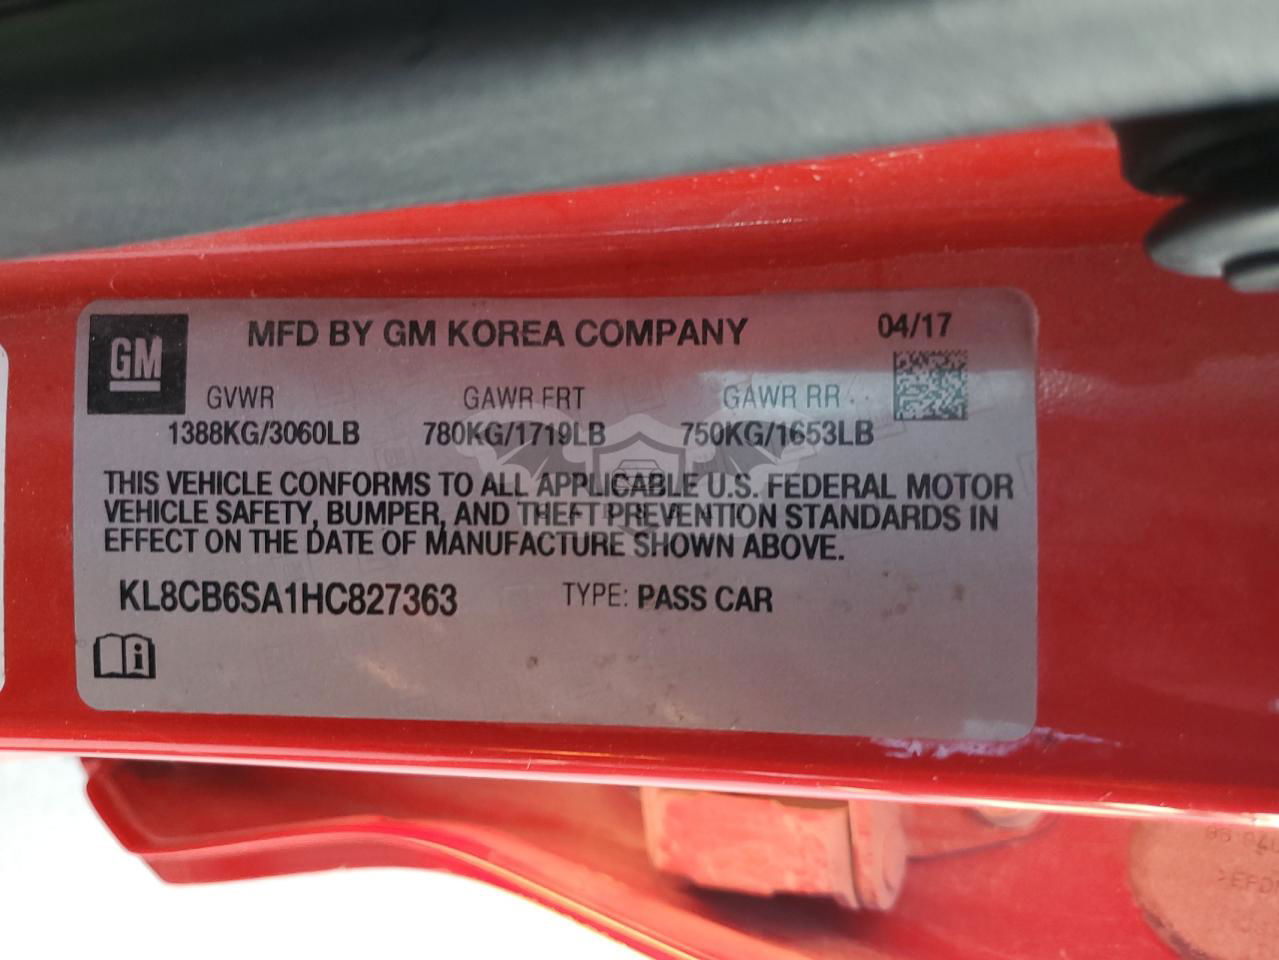 GM
MFD BY GM KOREA COMPANY
04/17
GVWR GAWR FRT GAWR RR
1388KG/3060LB 780KG/1719LB 750KG/1653LB
THIS VEHICLE CONFORMS TO ALL APPLICABLE U.S. FEDERAL MOTOR
VEHICLE SAFETY, BUMPER, AND THEFT PREVENTION STANDARDS IN
EFFECT ON THE DATE OF MANUFACTURE SHOWN ABOVE.
KL8CB6SA1HC827363 TYPE: PASS CAR
i